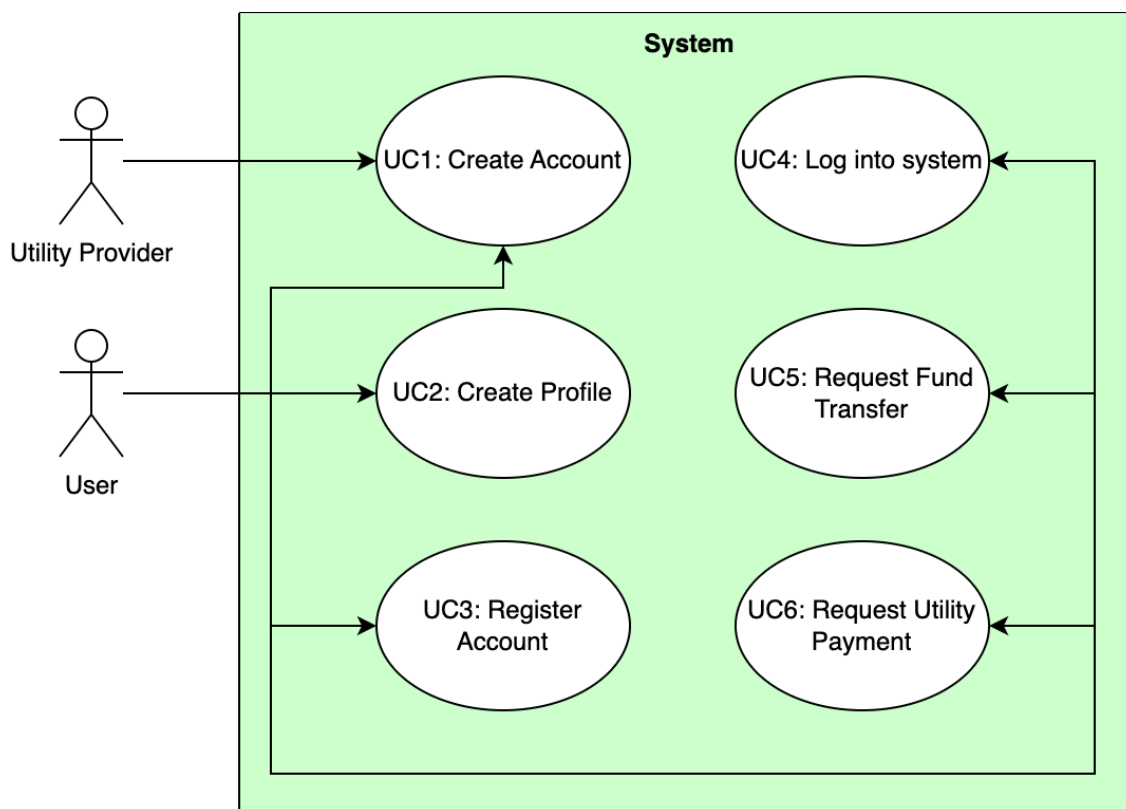 System
UC1: Create Account
UC4: Log into system
Utility Provider
UC2: Create Profile
UC5: Request Fund
Transfer
User
UC3: Register
Account
UC6: Request Utility
Payment